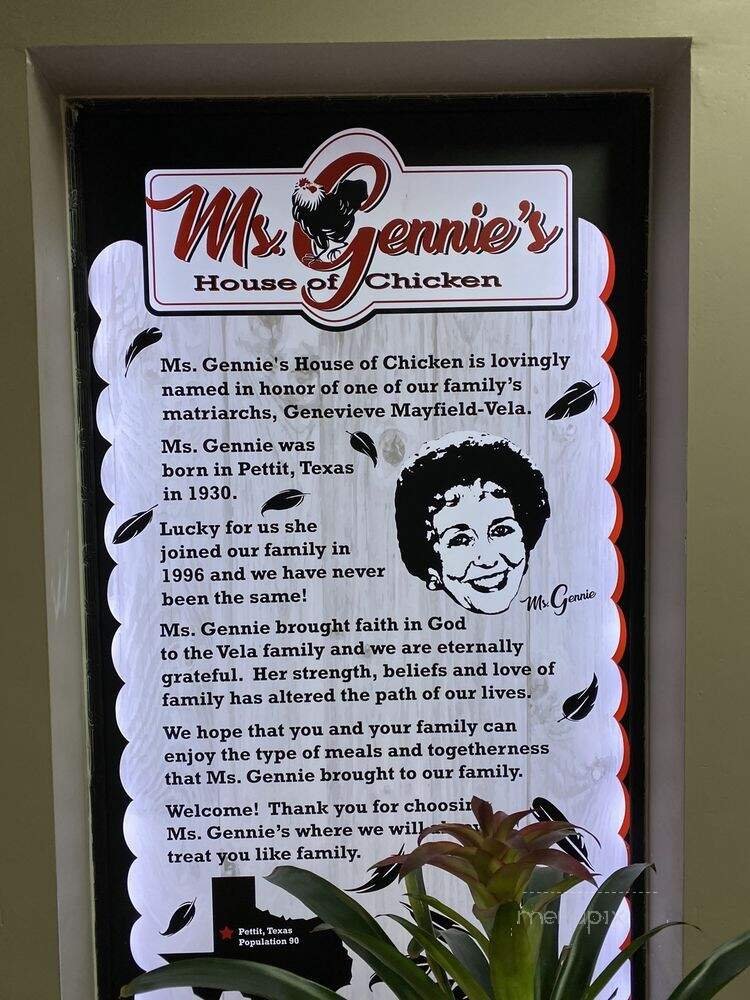 Ms. Gennie's
House of Chicken
Ms. Gennie's House of Chicken is lovingly
named in honor of one of our family's
matriarchs, Genevieve Mayfield-Vela.
Ms. Gennie was
born in Pettit, Texas
in 1930.
Lucky for us she
joined our family in
1996 and we have never
been the same!
Ms. Gennie
Ms. Gennie brought faith in God
to the Vela family and we are eternally
grateful. Her strength, beliefs and love of
family has altered the path of our lives.
We hope that you and your family can
enjoy the type of meals and togetherness
that Ms. Gennie brought to our family.
Welcome! Thank you for choosin
Ms. Gennie's where we will
treat you like family.
Pettit, Texas
Population 90